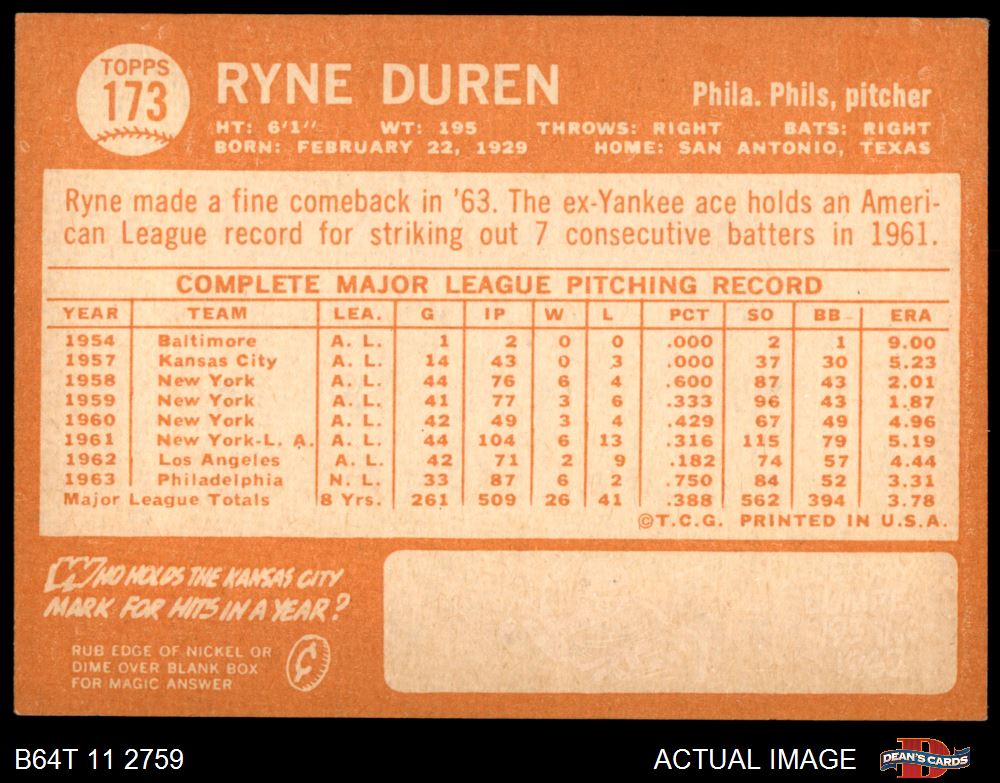 TOPPS
173
RYNE DUREN
Phila. Phils, pitcher
HT: 6'1" WT: 195 THROWS: RIGHT BATS: RIGHT
BORN: FEBRUARY 22, 1929 HOME: SAN ANTONIO, TEXAS
Ryne made a fine comeback in '63. The ex-Yankee ace holds an Ameri-
can League record for striking out 7 consecutive batters in 1961.
COMPLETE MAJOR LEAGUE PITCHING RECORD
YEAR TEAM LEA. G IP W L PCT SO BB ERA
1954 Baltimore A. L. 1 2 0 0 .000 2 1 9.00
1957 Kansas City A. L. 14 43 0 3 .000 37 30 5.23
1958 New York A. L. 44 76 6 4 .600 87 43 2.01
1959 New York A. L. 41 77 3 6 .333 96 43 1.87
1960 New York A. L. 42 49 3 4 .429 67 49 4.96
1961 New York-L. A. A. L. 44 104 6 13 .316 115 79 5.19
1962 Los Angeles A. L. 42 71 2 9 .182 74 57 4.44
1963 Philadelphia N. L. 33 87 6 2 .750 84 52 3.31
Major League Totals 8 Yrs. 261 509 26 41 .388 562 394 3.78
©T.C.G. PRINTED IN U.S.A.
WHO HOLDS THE KANSAS CITY
MARK FOR HITS IN A YEAR?
RUB EDGE OF NICKEL OR
DIME OVER BLANK BOX
FOR MAGIC ANSWER
B64T 11 2759 ACTUAL IMAGE DEAN'S CARDS